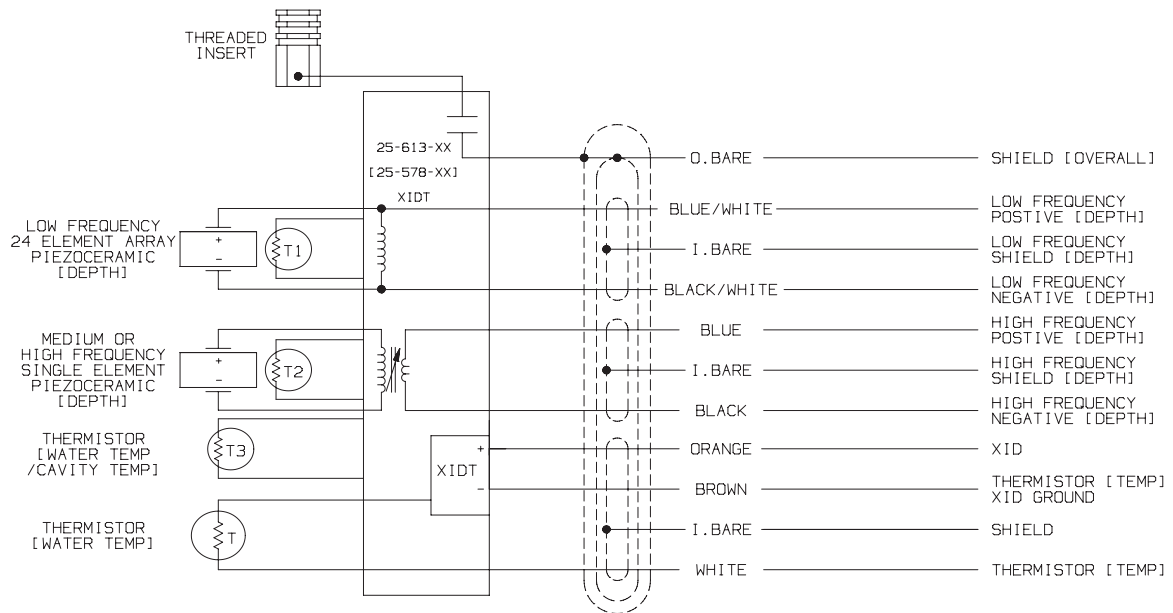 THREADED
INSERT
25-613-XX
[25-578-XX]
XIDT
O.BARE
SHIELD [OVERALL]
LOW FREQUENCY
24 ELEMENT ARRAY
PIEZOCERAMIC
[DEPTH]
+
-
T1
BLUE/WHITE
LOW FREQUENCY
POSTIVE [DEPTH]
I.BARE
LOW FREQUENCY
SHIELD [DEPTH]
BLACK/WHITE
LOW FREQUENCY
NEGATIVE [DEPTH]
MEDIUM OR
HIGH FREQUENCY
SINGLE ELEMENT
PIEZOCERAMIC
[DEPTH]
+
-
T2
BLUE
HIGH FREQUENCY
POSTIVE [DEPTH]
I.BARE
HIGH FREQUENCY
SHIELD [DEPTH]
BLACK
HIGH FREQUENCY
NEGATIVE [DEPTH]
THERMISTOR
[WATER TEMP
/CAVITY TEMP]
T3
XIDT
+
-
ORANGE
XID
BROWN
THERMISTOR [TEMP]
XID GROUND
THERMISTOR
[WATER TEMP]
T
I.BARE
SHIELD
WHITE
THERMISTOR [TEMP]